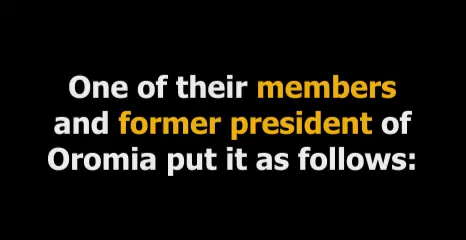 One of their members
and former president of
Oromia put it as follows: